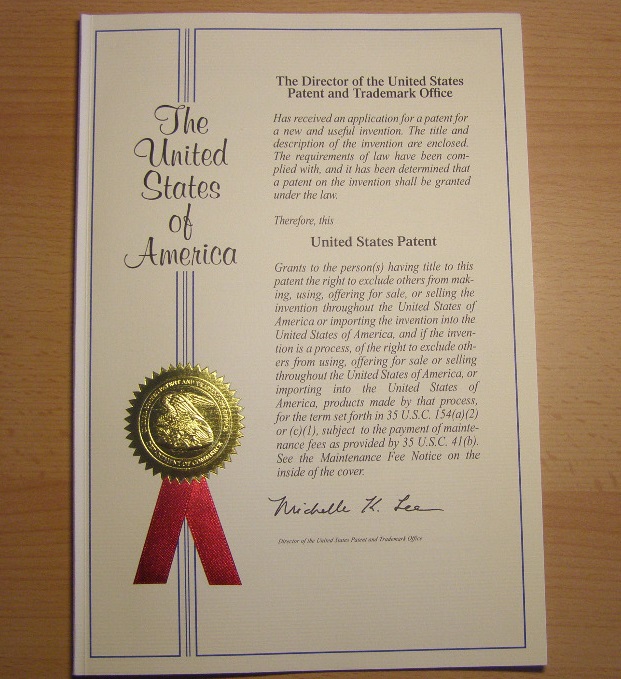 The
United
States
of
America
The Director of the United States
Patent and Trademark Office
Has received an application for a patent for
a new and useful invention. The title and
description of the invention are enclosed.
The requirements of law have been com-
plied with, and it has been determined that
a patent on the invention shall be granted
under the law.
Therefore, this
United States Patent
Grants to the person(s) having title to this
patent the right to exclude others from mak-
ing, using, offering for sale, or selling the
invention throughout the United States of
America or importing the invention into the
United States of America, and if the inven-
tion is a process, of the right to exclude oth-
ers from using, offering for sale or selling
throughout the United States of America, or
importing into the United States of
America, products made by that process,
for the term set forth in 35 U.S.C. 154(a)(2)
or (c)(1), subject to the payment of mainte-
nance fees as provided by 35 U.S.C. 41(b).
See the Maintenance Fee Notice on the
inside of the cover.
Michelle K. Lee
Director of the United States Patent and Trademark Office
PATENT AND